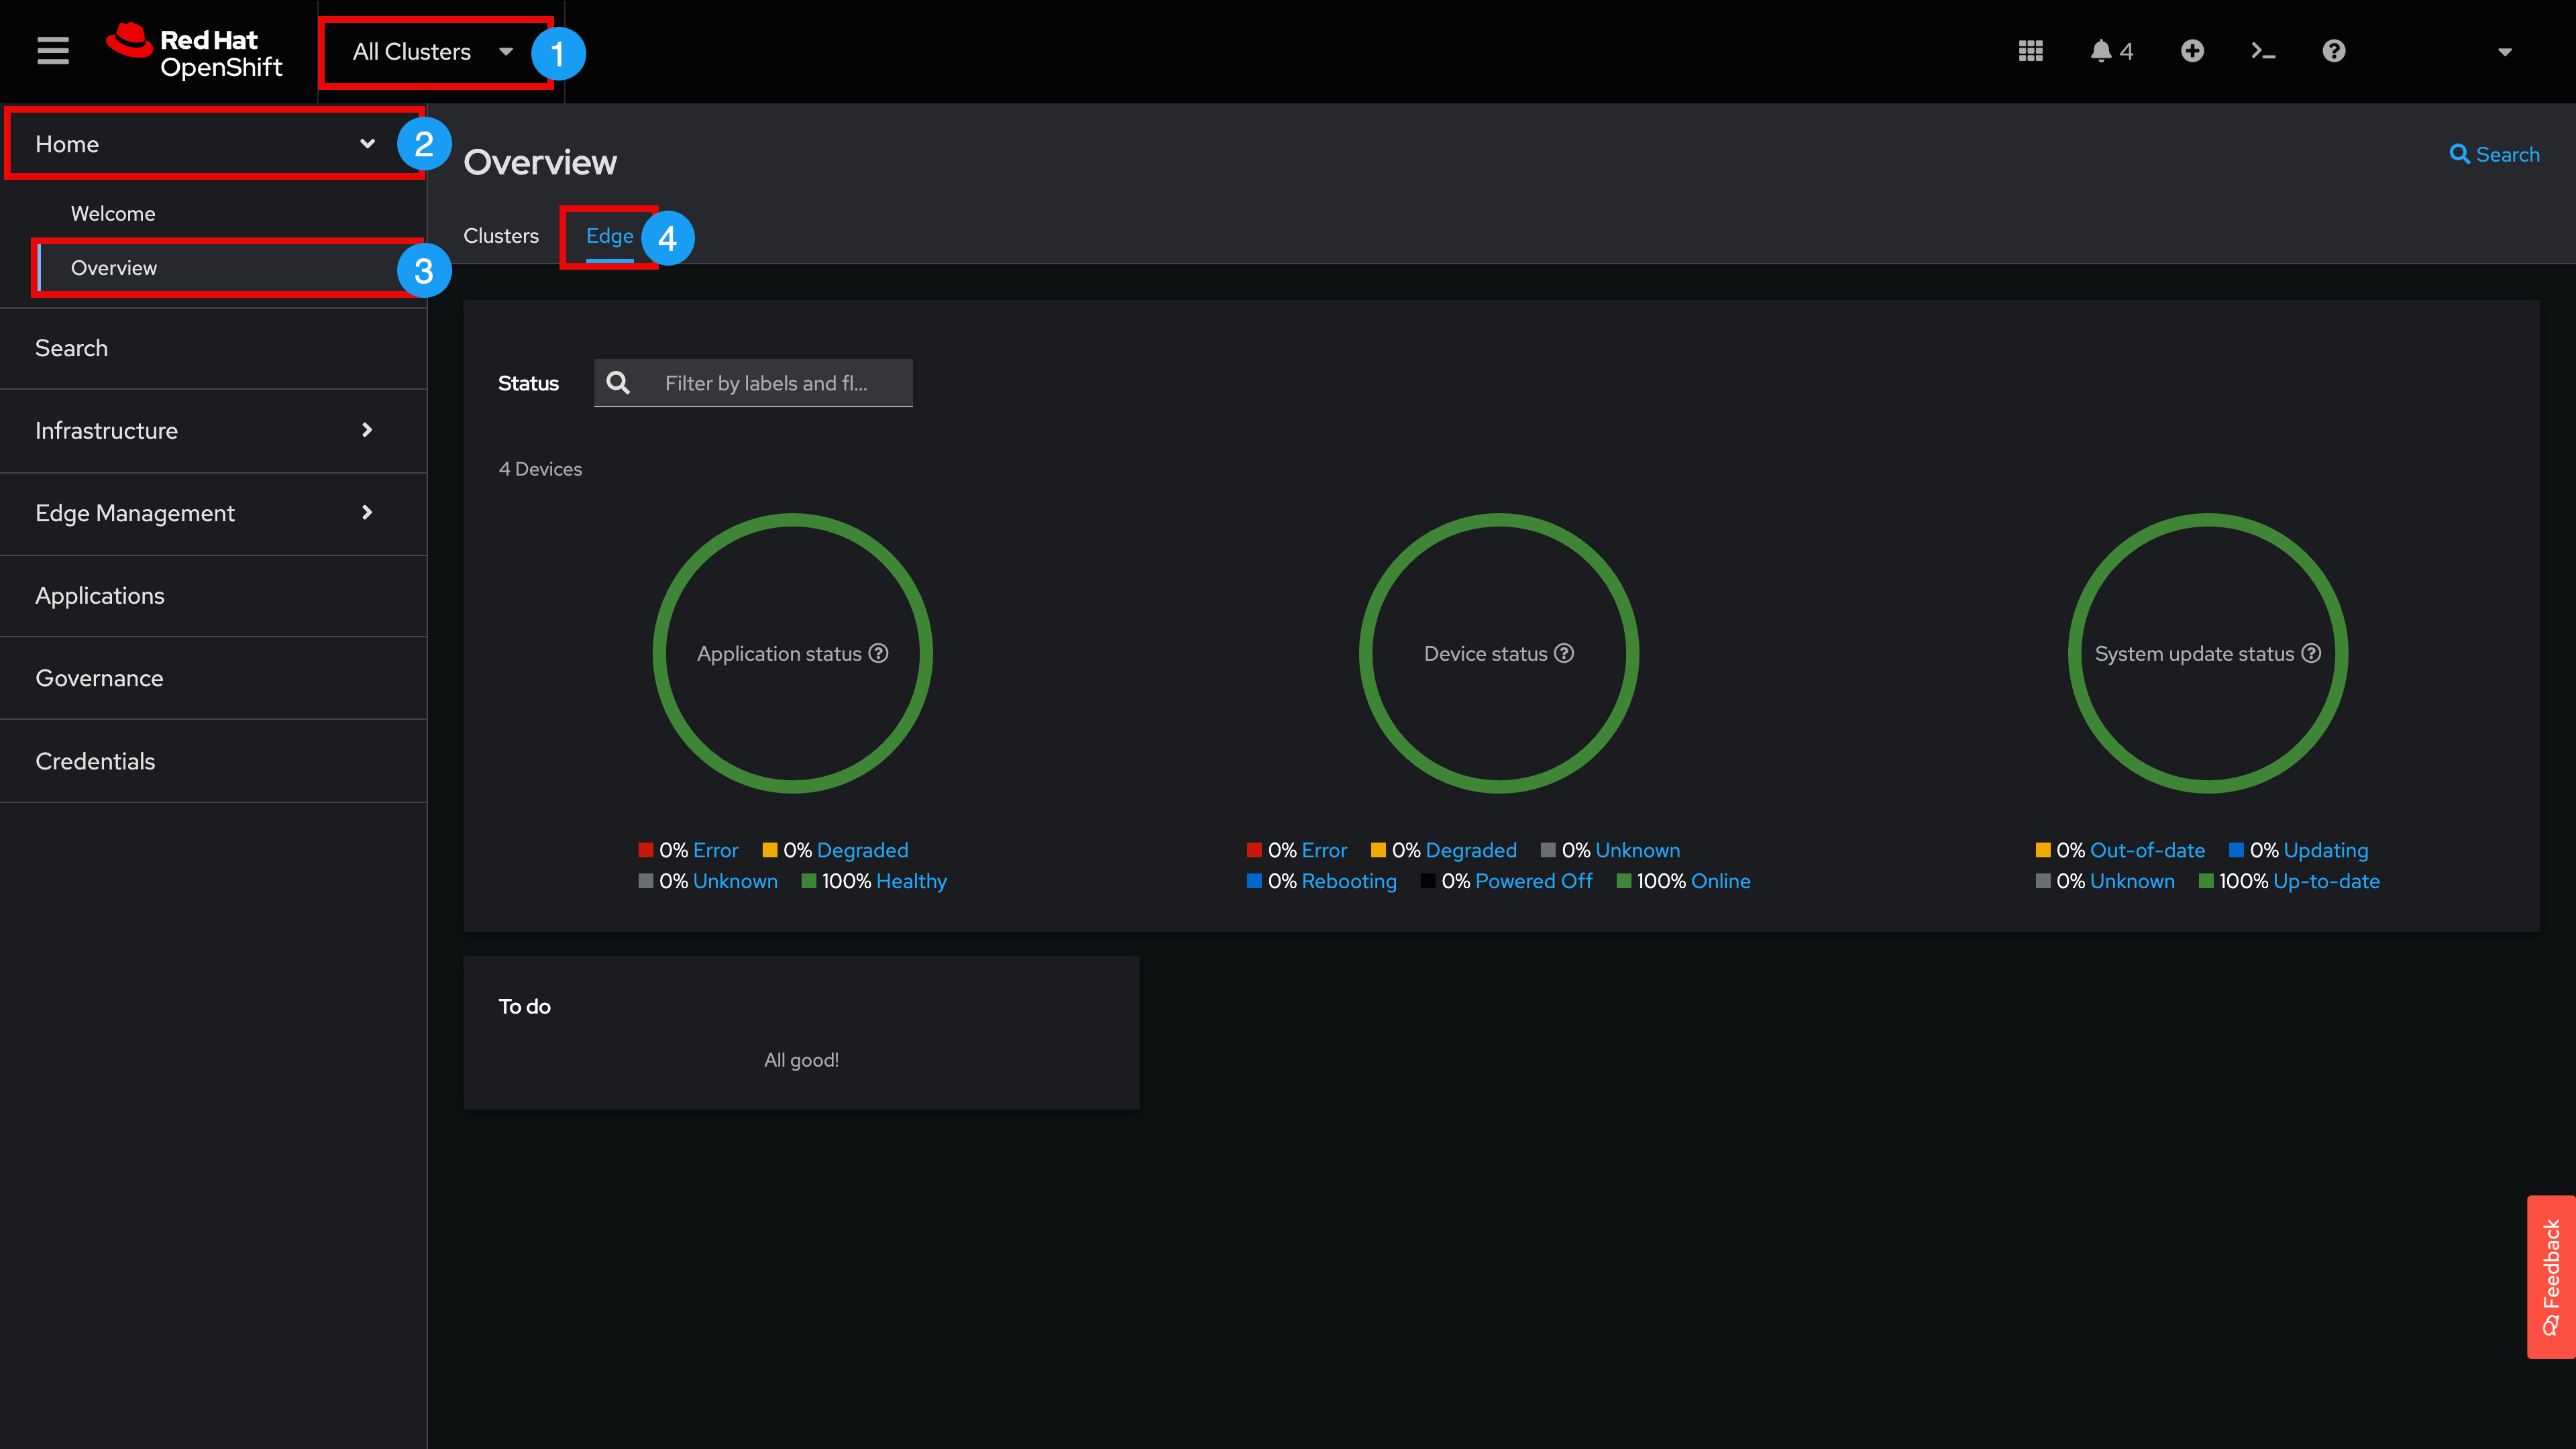 Red Hat
OpenShift
All Clusters
1
4
Home
2
Welcome
Overview
3
Search
Infrastructure
Edge Management
Applications
Governance
Credentials
Overview
Search
Clusters
Edge
4
Status
Filter by labels and fl...
4 Devices
Application status
0% Error 0% Degraded
0% Unknown 100% Healthy
Device status
0% Error 0% Degraded 0% Unknown
0% Rebooting 0% Powered Off 100% Online
System update status
0% Out-of-date 0% Updating
0% Unknown 100% Up-to-date
To do
All good!
Feedback